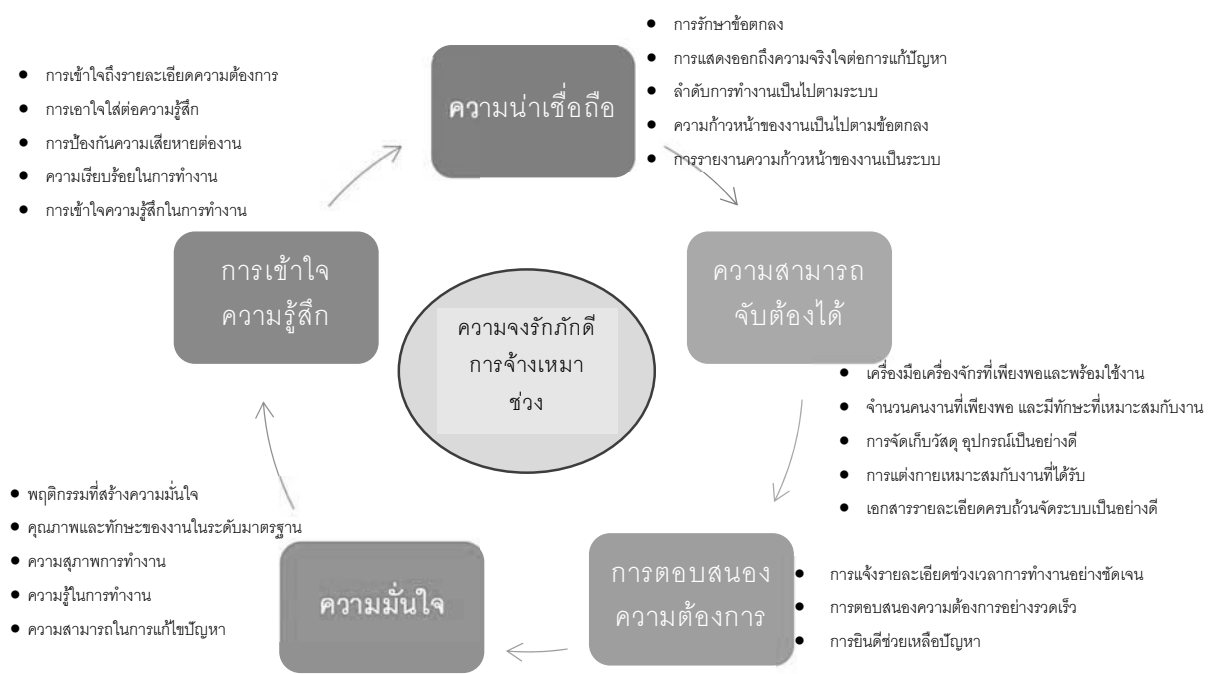 การรักษาข้อตกลง
การแสดงออกถึงความจริงใจต่อการแก้ปัญหา
ลำดับการทำงานเป็นไปตามระบบ
ความก้าวหน้าของงานเป็นไปตามข้อตกลง
การรายงานความก้าวหน้าของงานเป็นระบบ
ความน่าเชื่อถือ
การเข้าใจถึงรายละเอียดความต้องการ
การเอาใจใส่ต่อความรู้สึก
การป้องกันความเสียหายต่องาน
ความเรียบร้อยในการทำงาน
การเข้าใจความรู้สึกในการทำงาน
การเข้าใจ
ความรู้สึก
ความสามารถ
จับต้องได้
ความจงรักภักดี
การจ้างเหมา
ช่วง
เครื่องมือเครื่องจักรที่เพียงพอและพร้อมใช้งาน
จำนวนคนงานที่เพียงพอ และมีทักษะที่เหมาะสมกับงาน
การจัดเก็บวัสดุ อุปกรณ์เป็นอย่างดี
การแต่งกายเหมาะสมกับงานที่ได้รับ
เอกสารรายละเอียดครบถ้วนจัดระบบเป็นอย่างดี
พฤติกรรมที่สร้างความมั่นใจ
คุณภาพและทักษะของงานในระดับมาตรฐาน
ความสุภาพการทำงาน
ความรู้ในการทำงาน
ความสามารถในการแก้ไขปัญหา
ความมั่นใจ
การตอบสนอง
ความต้องการ
การแจ้งรายละเอียดช่วงเวลาการทำงานอย่างชัดเจน
การตอบสนองความต้องการอย่างรวดเร็ว
การยินดีช่วยเหลือปัญหา